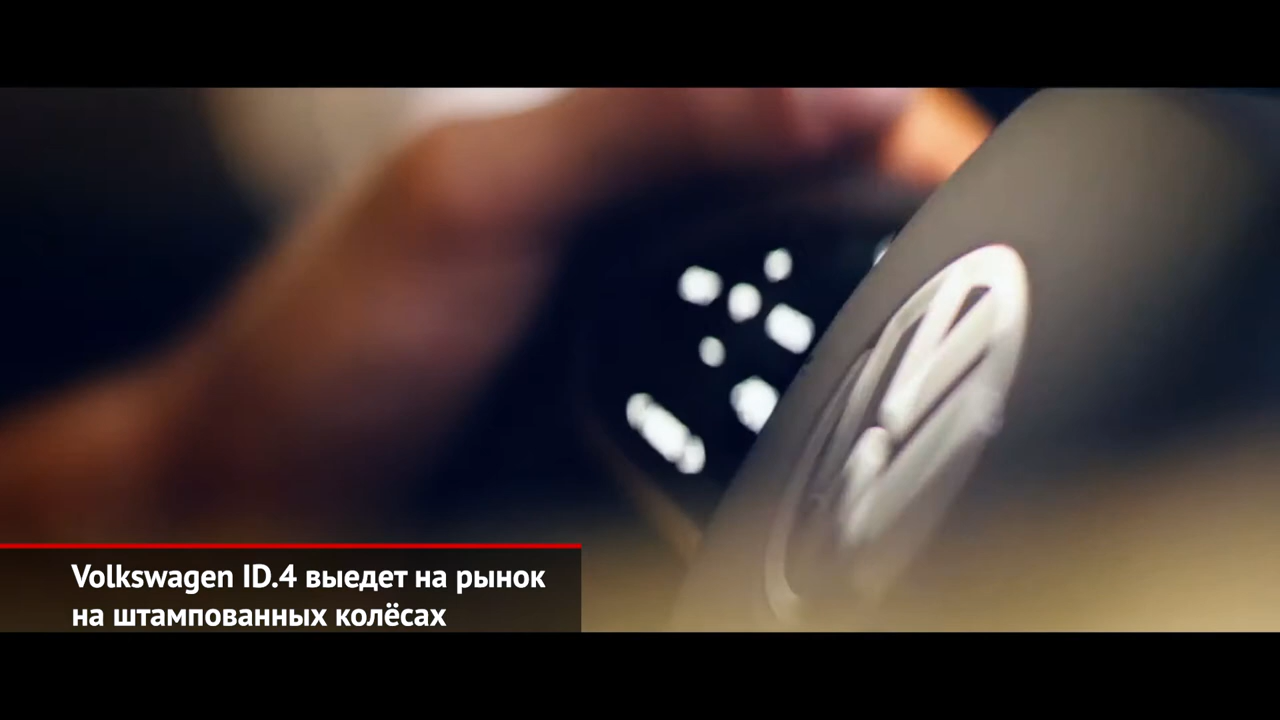 Volkswagen ID.4 выедет на рынок
на штампованных колёсах